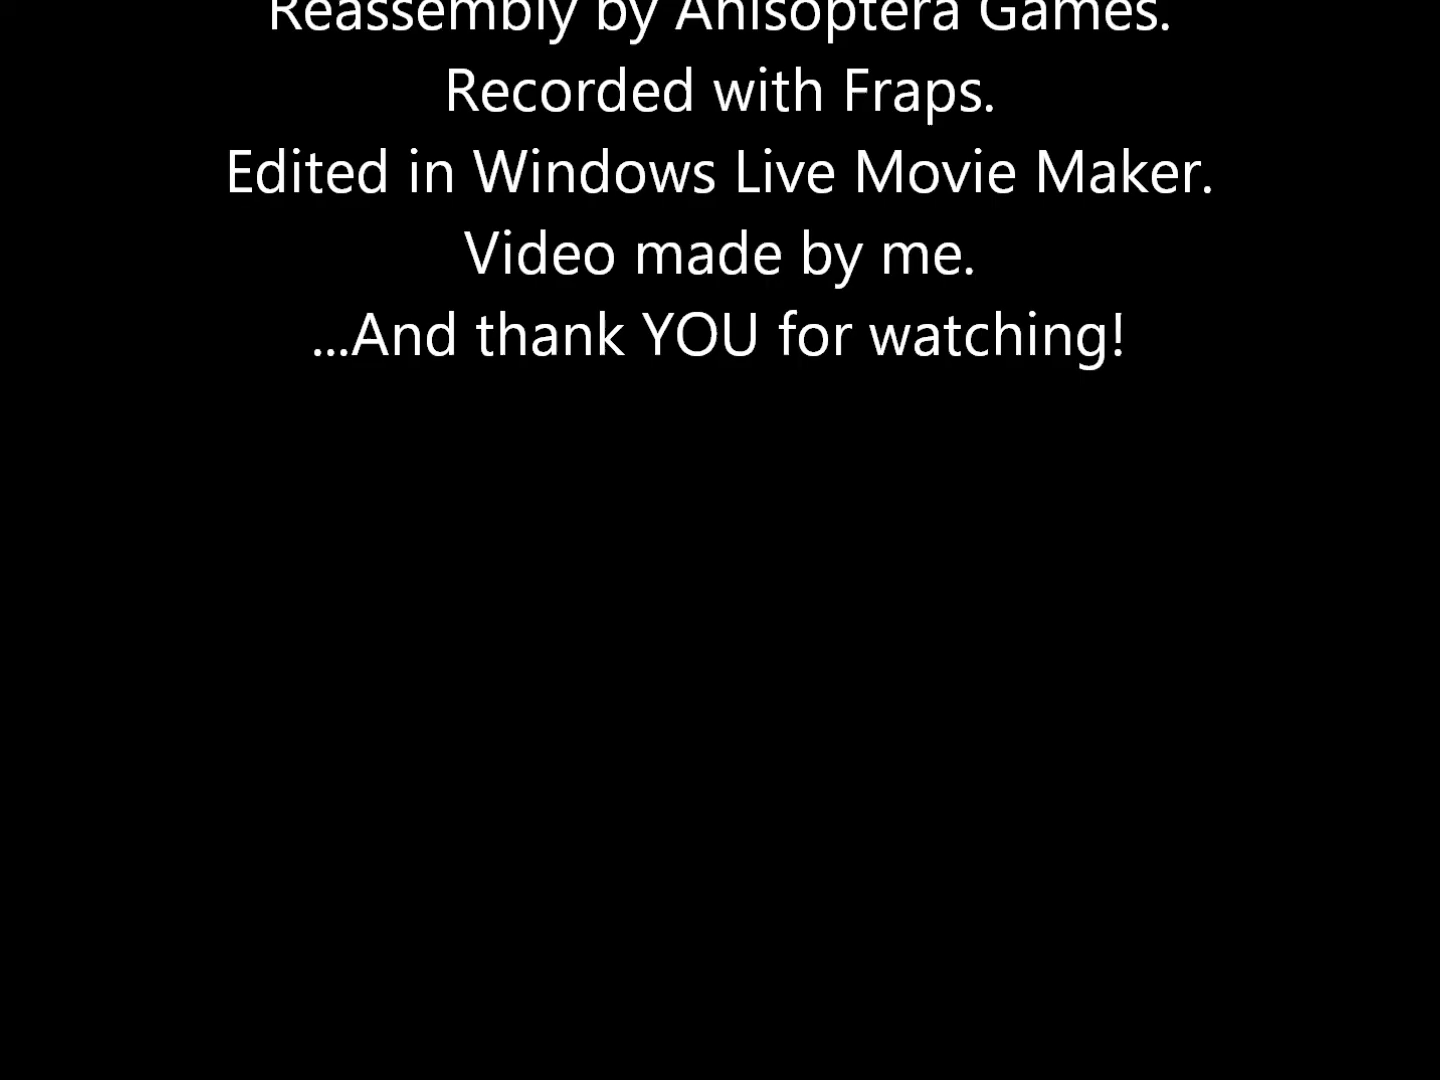 Reassembly by Anisoptera Games.
Recorded with Fraps.
Edited in Windows Live Movie Maker.
Video made by me.
...And thank YOU for watching!